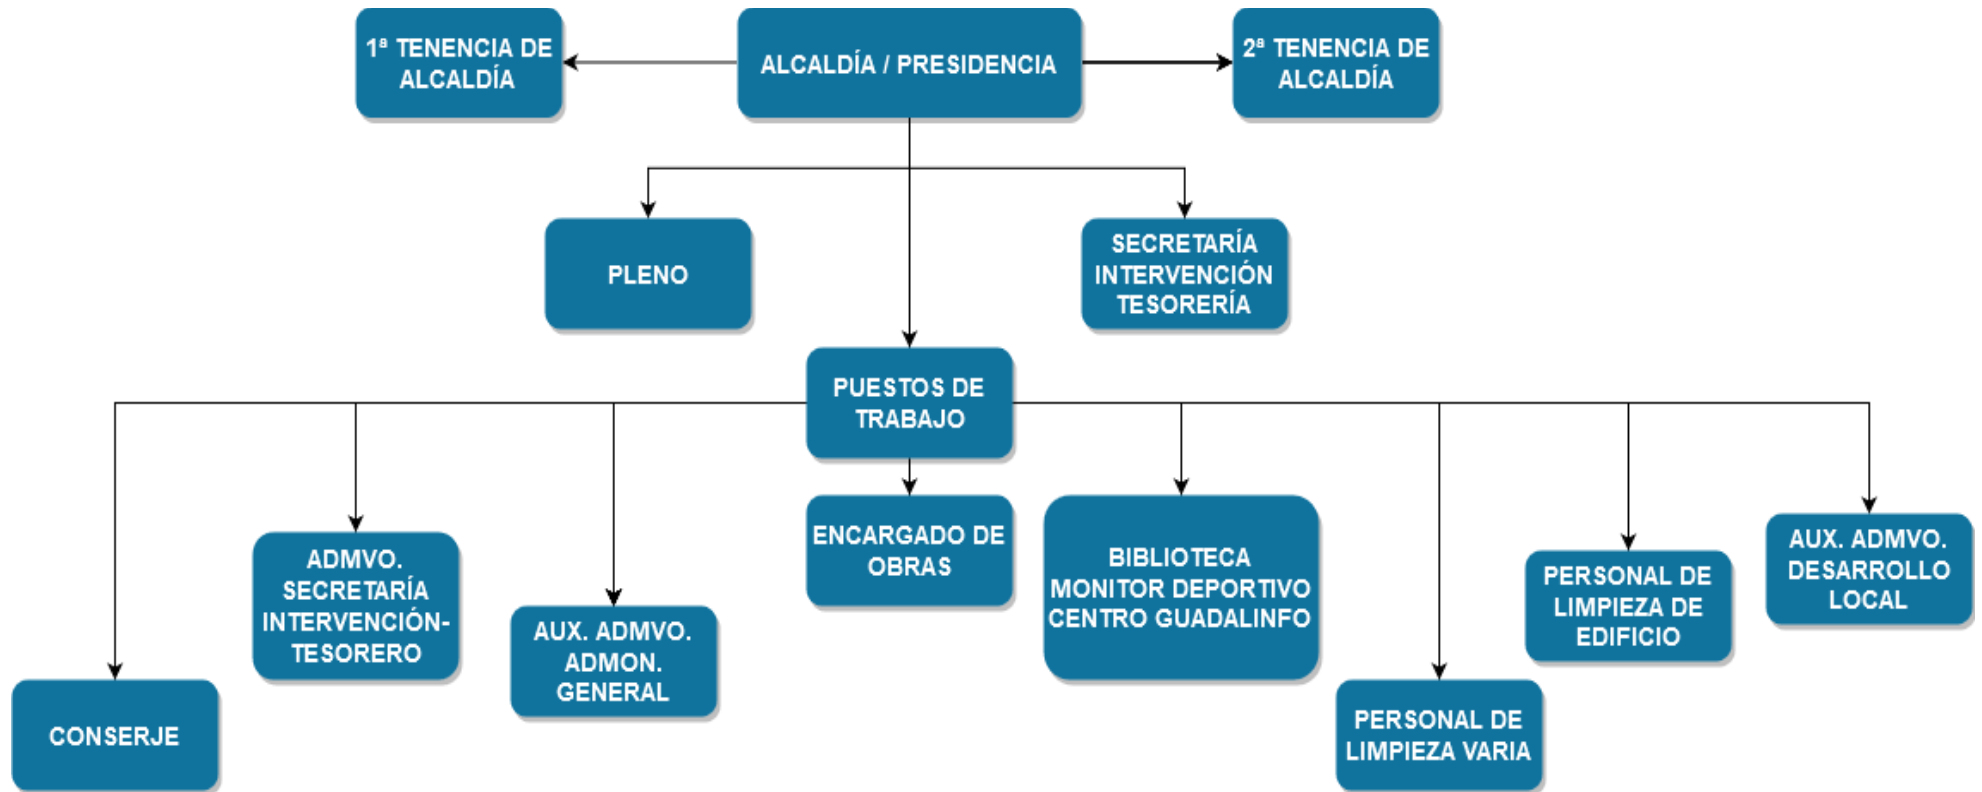 1ª TENENCIA DE
ALCALDÍA
ALCALDÍA / PRESIDENCIA
2ª TENENCIA DE
ALCALDÍA
PLENO
SECRETARÍA
INTERVENCIÓN
TESORERÍA
PUESTOS DE
TRABAJO
CONSERJE
ADMVO.
SECRETARÍA
INTERVENCIÓN-
TESORERO
AUX. ADMVO.
ADMON.
GENERAL
ENCARGADO DE
OBRAS
BIBLIOTECA
MONITOR DEPORTIVO
CENTRO GUADALINFO
PERSONAL DE
LIMPIEZA VARIA
PERSONAL DE
LIMPIEZA DE
EDIFICIO
AUX. ADMVO.
DESARROLLO
LOCAL